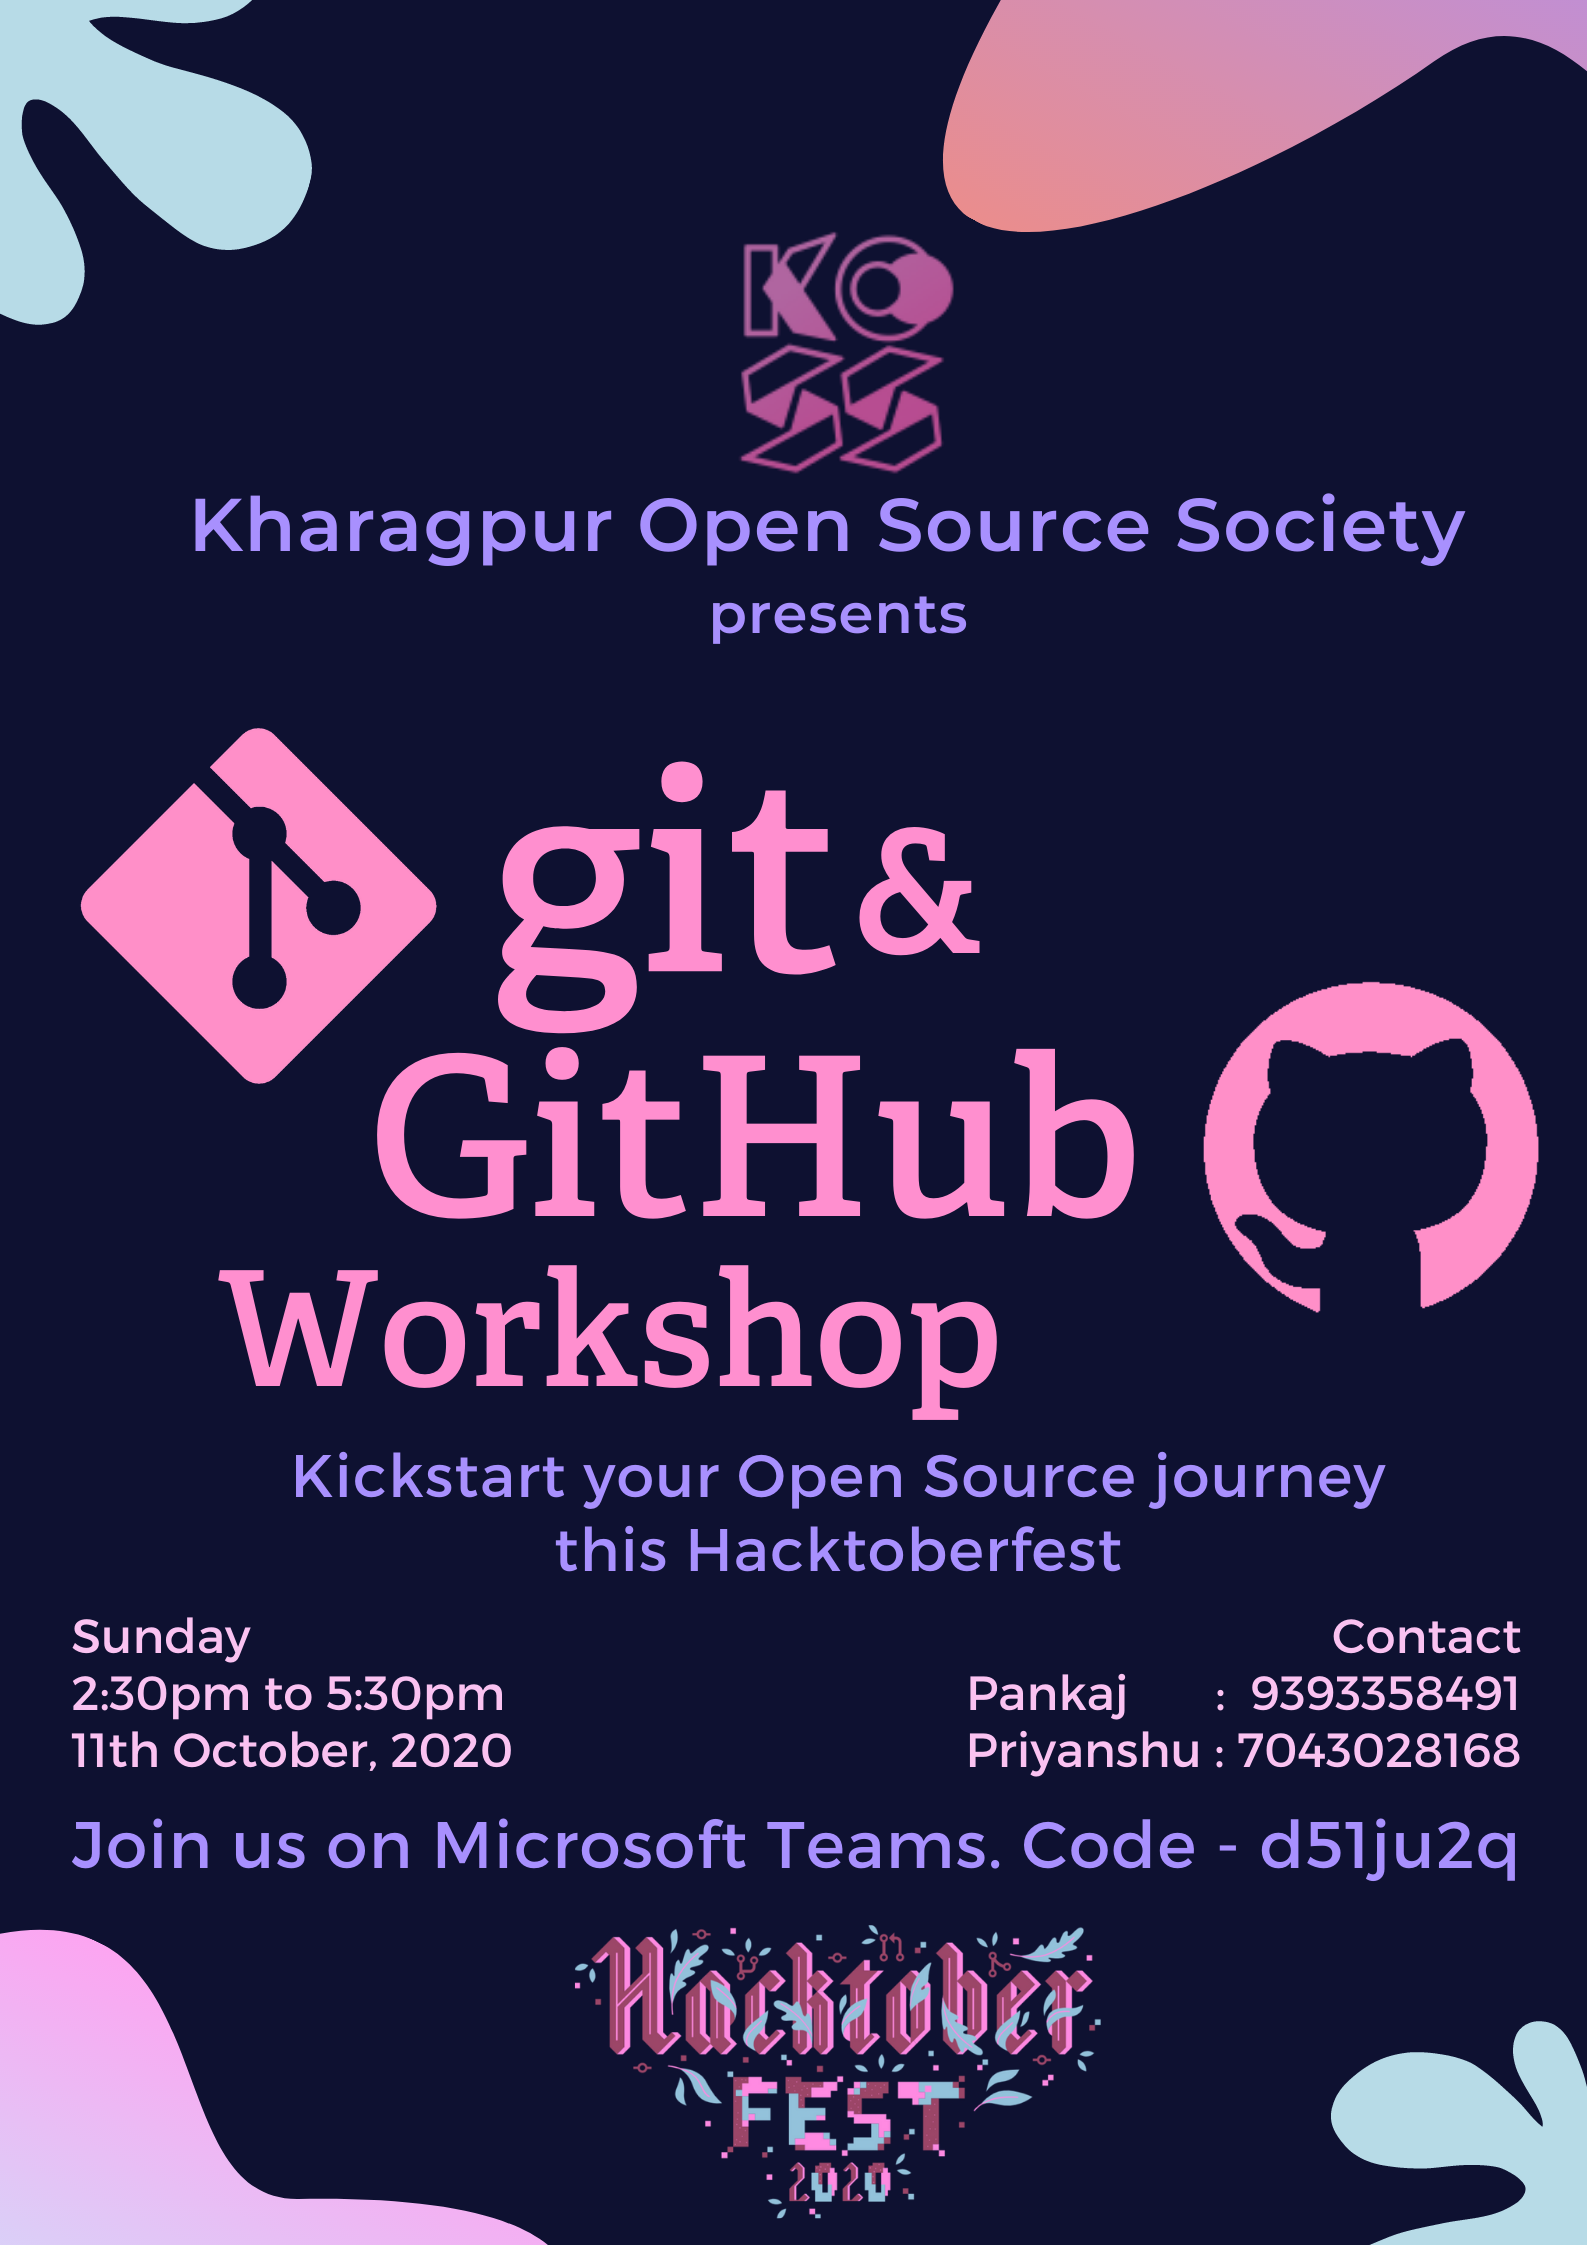 KO
SS
Kharagpur Open Source Society
presents
git &
GitHub
Workshop
Kickstart your Open Source journey
this Hacktoberfest
Sunday
2:30pm to 5:30pm
11th October, 2020
Contact
Pankaj : 9393358491
Priyanshu : 7043028168
Join us on Microsoft Teams. Code - d51ju2q
Hacktober
FEST
2020